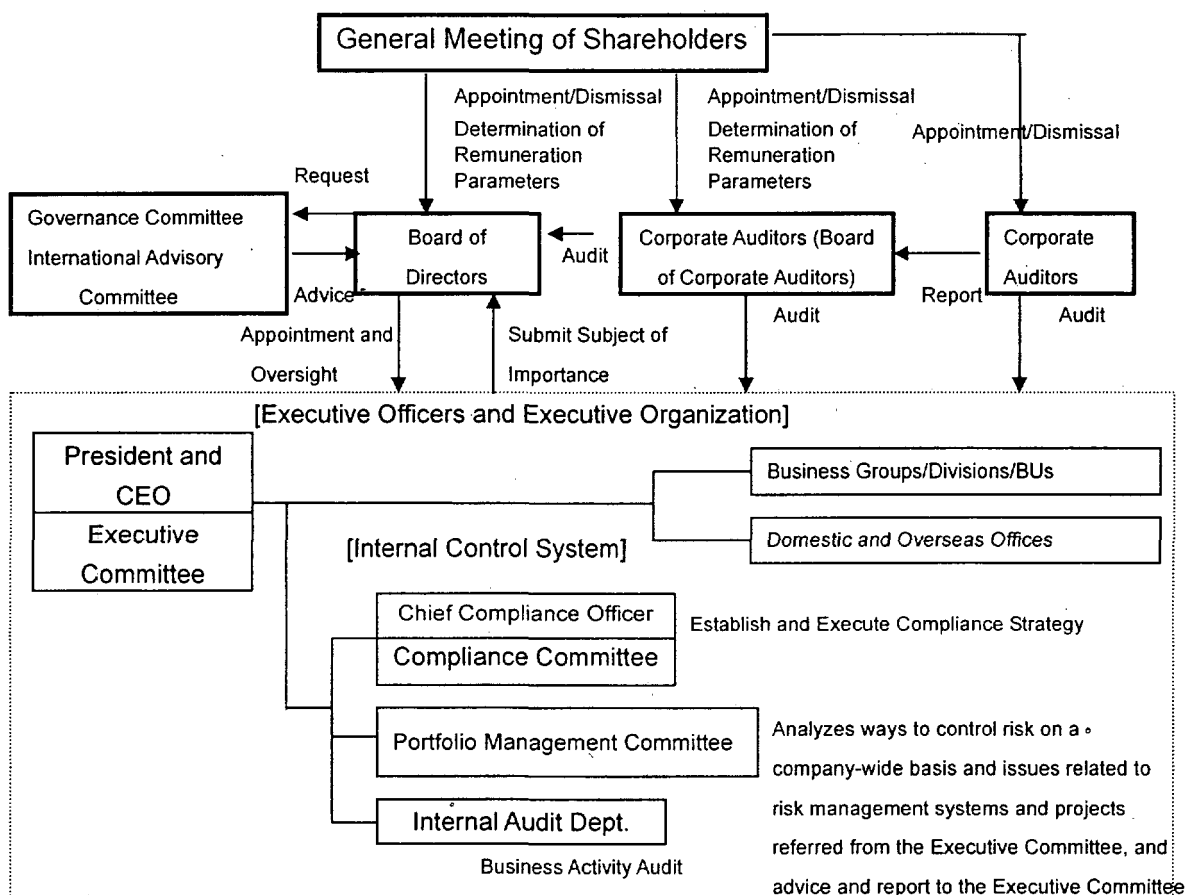 General Meeting of Shareholders
Appointment/Dismissal
Determination of
Remuneration
Parameters
Appointment/Dismissal
Determination of
Remuneration
Parameters
Appointment/Dismissal
Request
Governance Committee
International Advisory
Committee
Advice
Board of
Directors
Audit
Corporate Auditors (Board
of Corporate Auditors)
Report
Corporate
Auditors
Appointment and
Oversight
Submit Subject of
Importance
Audit
Audit
[Executive Officers and Executive Organization]
President and
CEO
Executive
Committee
Business Groups/Divisions/BUs
Domestic and Overseas Offices
[Internal Control System]
Chief Compliance Officer
Compliance Committee
Establish and Execute Compliance Strategy
Portfolio Management Committee
Analyzes ways to control risk on a
company-wide basis and issues related to
risk management systems and projects
referred from the Executive Committee, and
advice and report to the Executive Committee
Internal Audit Dept.
Business Activity Audit